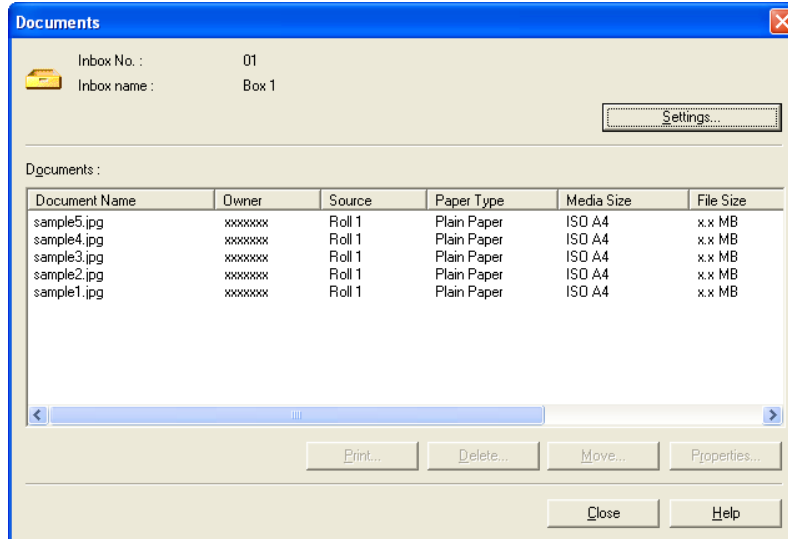 Documents
Inbox No. : 01
Inbox name : Box 1
Settings...
Documents :
Document Name Owner Source Paper Type Media Size File Size
sample5.jpg xxxxxxx Roll 1 Plain Paper ISO A4 x.x MB
sample4.jpg xxxxxxx Roll 1 Plain Paper ISO A4 x.x MB
sample3.jpg xxxxxxx Roll 1 Plain Paper ISO A4 x.x MB
sample2.jpg xxxxxxx Roll 1 Plain Paper ISO A4 x.x MB
sample1.jpg xxxxxxx Roll 1 Plain Paper ISO A4 x.x MB
Print... Delete... Move... Properties...
Close Help